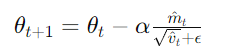 θ_{t+1} = θ_t − α \frac{\hat{m}_t}{\sqrt{\hat{v}_t}+ϵ}